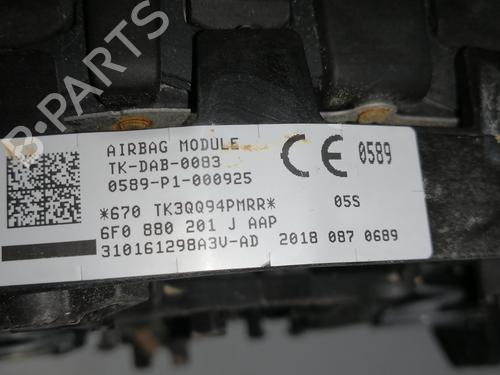 B-PARTS
AIRBAG MODULE
TK-DAB-0083
0589-P1-000925
CE 0589
*670 TK3QQ94PMRR* 05S
6F0 880 201 J AAP
310161298A3V-AD 2018 087 0689